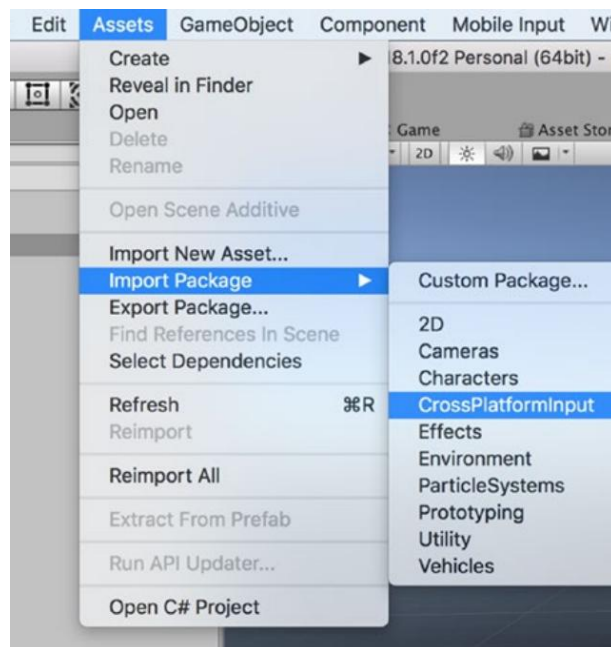 Edit Assets GameObject Component Mobile Input
8.1.0f2 Personal (64bit) -
Game Asset Stor
2D
Create
Reveal in Finder
Open
Delete
Rename
Open Scene Additive
Import New Asset...
Import Package
Export Package...
Find References In Scene
Select Dependencies
Refresh ⌘R
Reimport
Reimport All
Extract From Prefab
Run API Updater...
Open C# Project
Custom Package...
2D
Cameras
Characters
CrossPlatformInput
Effects
Environment
ParticleSystems
Prototyping
Utility
Vehicles